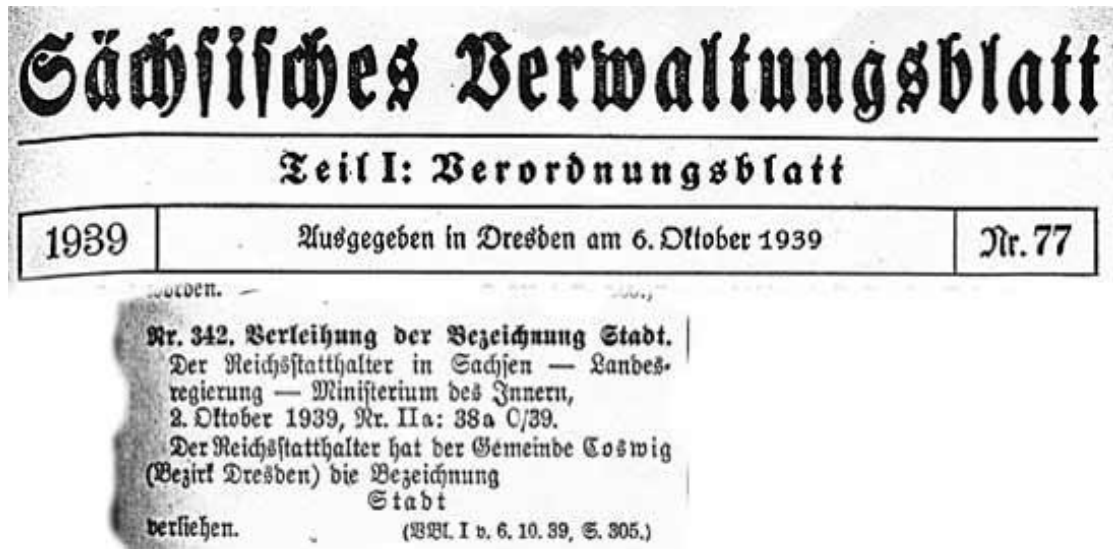 Sächsisches Verwaltungsblatt
Teil I: Verordnungsblatt
1939 Ausgegeben in Dresden am 6. Oktober 1939 Nr. 77
worden.
Nr. 342. Verleihung der Bezeichnung Stadt.
Der Reichsstatthalter in Sachsen — Landes-
regierung — Ministerium des Innern,
2. Oktober 1939, Nr. IIa: 38a C/39.
Der Reichsstatthalter hat der Gemeinde Coswig
(Bezirk Dresden) die Bezeichnung
Stadt
verliehen. (VBl. I v. 6. 10. 39, S. 305.)